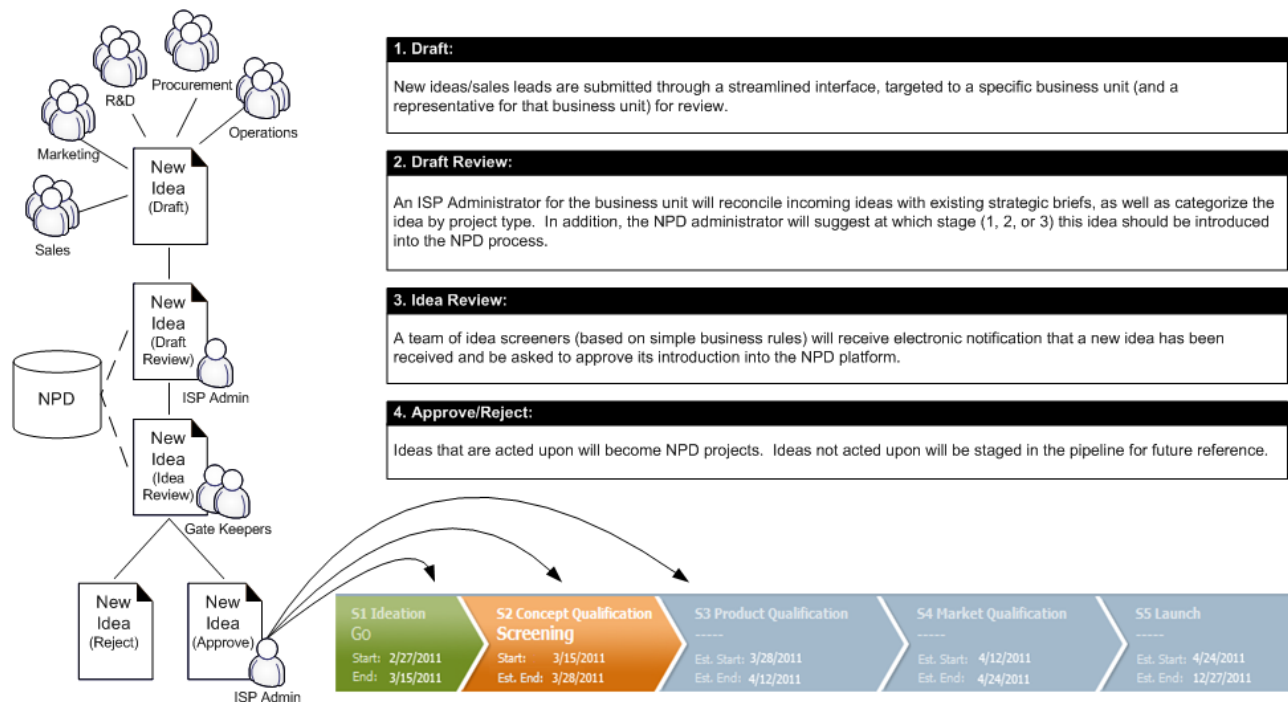 R&D
Procurement
Marketing
Operations
Sales
New
Idea
(Draft)
New
Idea
(Draft
Review)
ISP Admin
NPD
New
Idea
(Idea
Review)
Gate Keepers
New
Idea
(Reject)
New
Idea
(Approve)
ISP Admin
1. Draft:
New ideas/sales leads are submitted through a streamlined interface, targeted to a specific business unit (and a
representative for that business unit) for review.
2. Draft Review:
An ISP Administrator for the business unit will reconcile incoming ideas with existing strategic briefs, as well as categorize the
idea by project type.  In addition, the NPD administrator will suggest at which stage (1, 2, or 3) this idea should be introduced
into the NPD process.
3. Idea Review:
A team of idea screeners (based on simple business rules) will receive electronic notification that a new idea has been
received and be asked to approve its introduction into the NPD platform.
4. Approve/Reject:
Ideas that are acted upon will become NPD projects.  Ideas not acted upon will be staged in the pipeline for future reference.
S1 Ideation
Go
Start: 2/27/2011
End: 3/15/2011
S2 Concept Qualification
Screening
Start: 3/15/2011
Est. End: 3/28/2011
S3 Product Qualification
-----
Est. Start: 3/28/2011
Est. End: 4/12/2011
S4 Market Qualification
-----
Est. Start: 4/12/2011
Est. End: 4/24/2011
S5 Launch
-----
Est. Start: 4/24/2011
Est. End: 12/27/2011